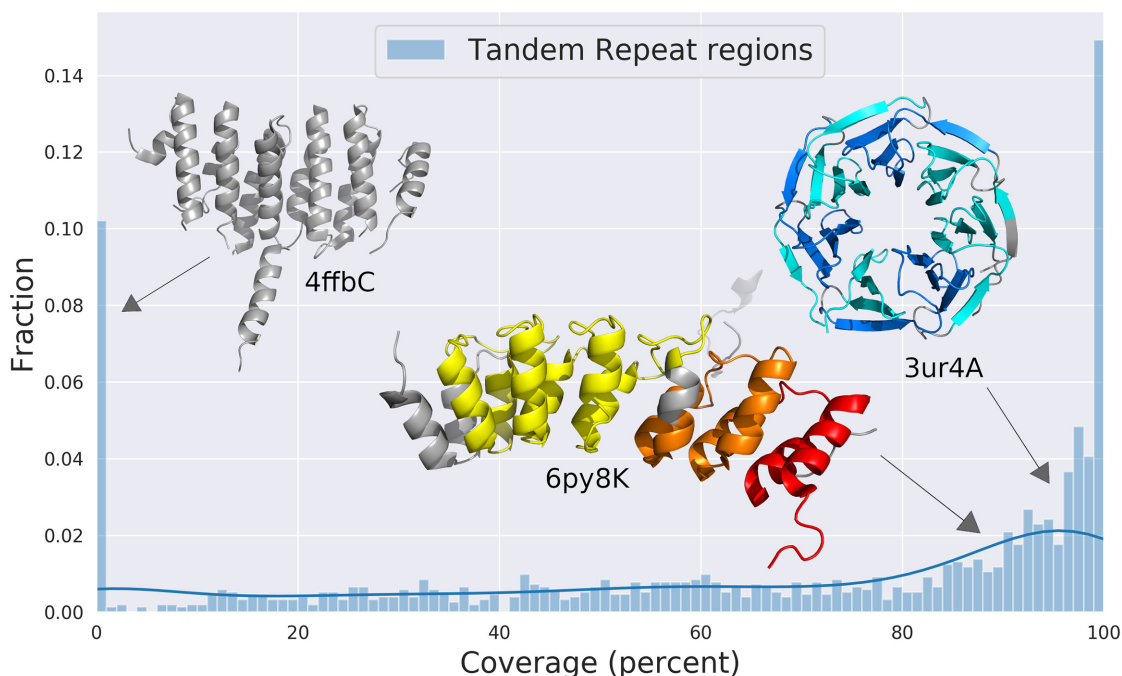 Tandem Repeat regions
Fraction
0.14
0.12
0.10
0.08
0.06
0.04
0.02
0.00
4ffbC
3ur4A
6py8K
0 20 40 60 80 100
Coverage (percent)